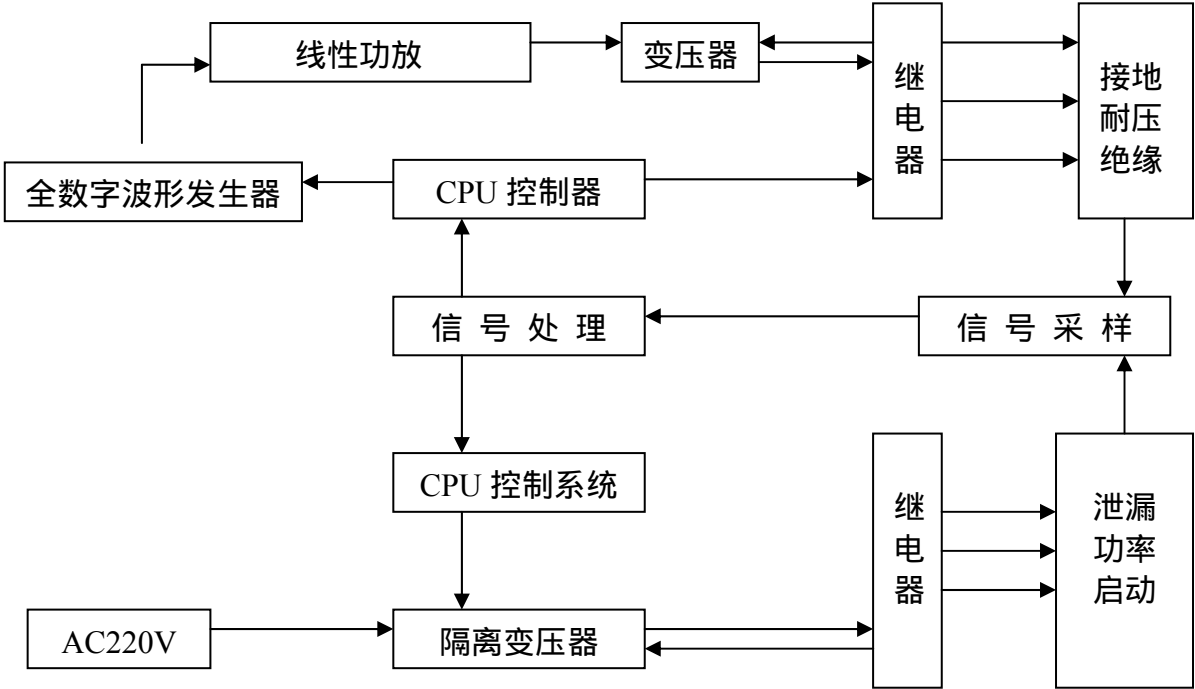 线性功放
变压器
继
电
器
接地
耐压
绝缘
全数字波形发生器
CPU 控制器
信 号 处 理
信 号 采 样
CPU 控制系统
继
电
器
泄漏
功率
启动
AC220V
隔离变压器